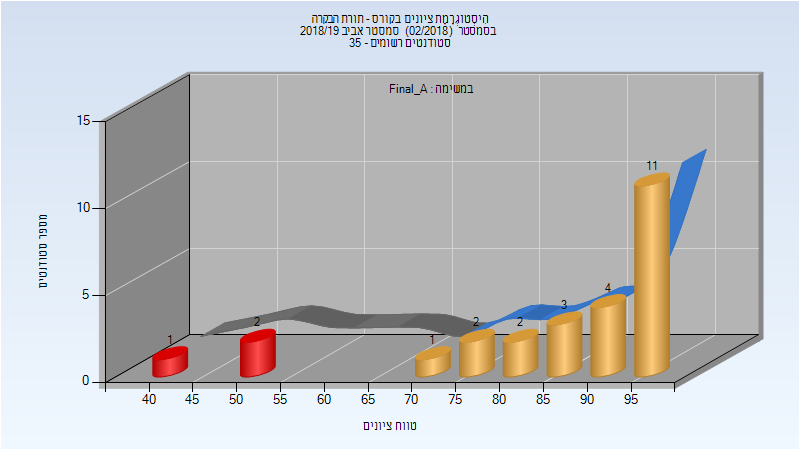 היסטוגרמת ציונים בקורס - תורת הבקרה
בסמסטר (02/2018) סמסטר אביב 2018/19
סטודנטים רשומים - 35
במשימה : Final_A
מספר סטודנטים
15
10
5
0
1
2
1
2
2
3
4
11
40 45 50 55 60 65 70 75 80 85 90 95
טווח ציונים